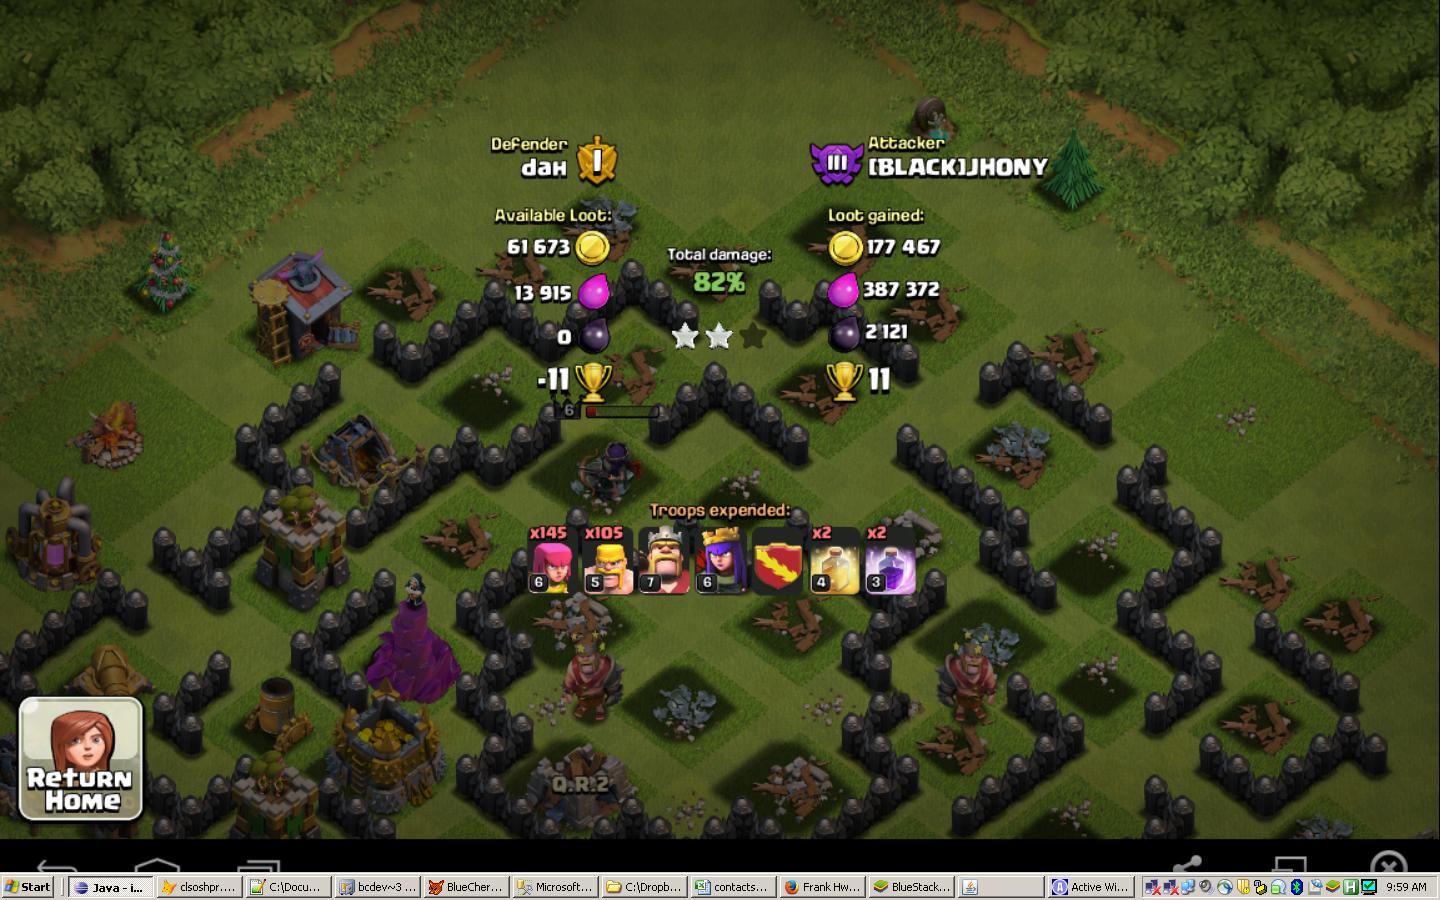 Defender
daн
I
Attacker
[BLACK]JHONY
III
Available Loot:
61 673
13 915
0
-11
6
Total damage:
82%
Loot gained:
177 467
387 372
2 121
11
Troops expended:
x145 x105 x2 x2
6 5 7 6 4 3
Q.R.2
Return
Home
Start
Java - i...
clsoshpr....
C:\Docu...
bcdev~3 ...
BlueCher...
Microsoft...
C:\Dropb...
contacts...
Frank Hw...
BlueStack...
Active Wi...
9:59 AM